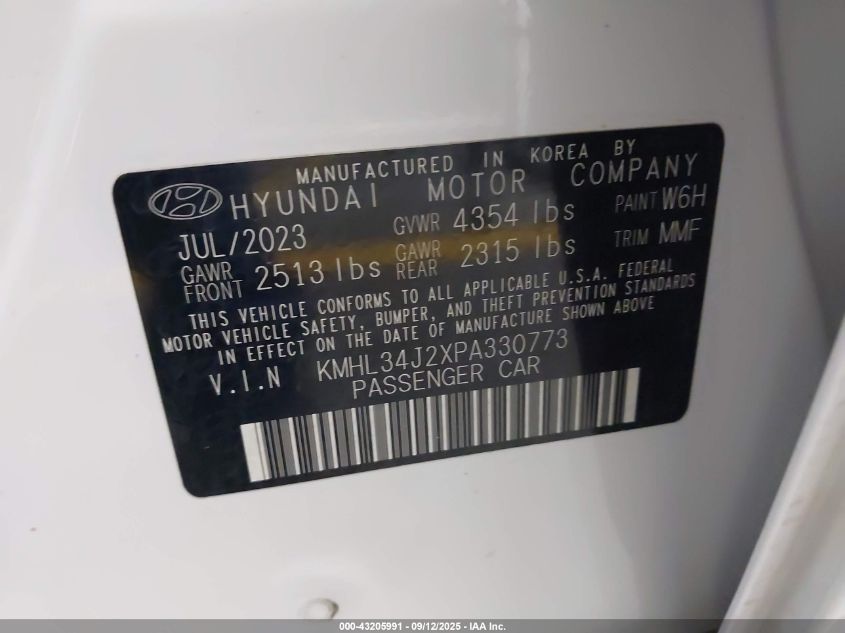 MANUFACTURED IN KOREA BY
HYUNDAI MOTOR COMPANY
JUL/2023 GVWR 4354 lbs PAINT W6H
GAWR FRONT 2513 lbs GAWR REAR 2315 lbs TRIM MMF
THIS VEHICLE CONFORMS TO ALL APPLICABLE U.S.A. FEDERAL
MOTOR VEHICLE SAFETY, BUMPER, AND THEFT PREVENTION STANDARDS
IN EFFECT ON THE DATE OF MANUFACTURE SHOWN ABOVE
V.I.N KMHL34J2XPA330773
PASSENGER CAR
000-43205991 - 09/12/2025 - IAA Inc.